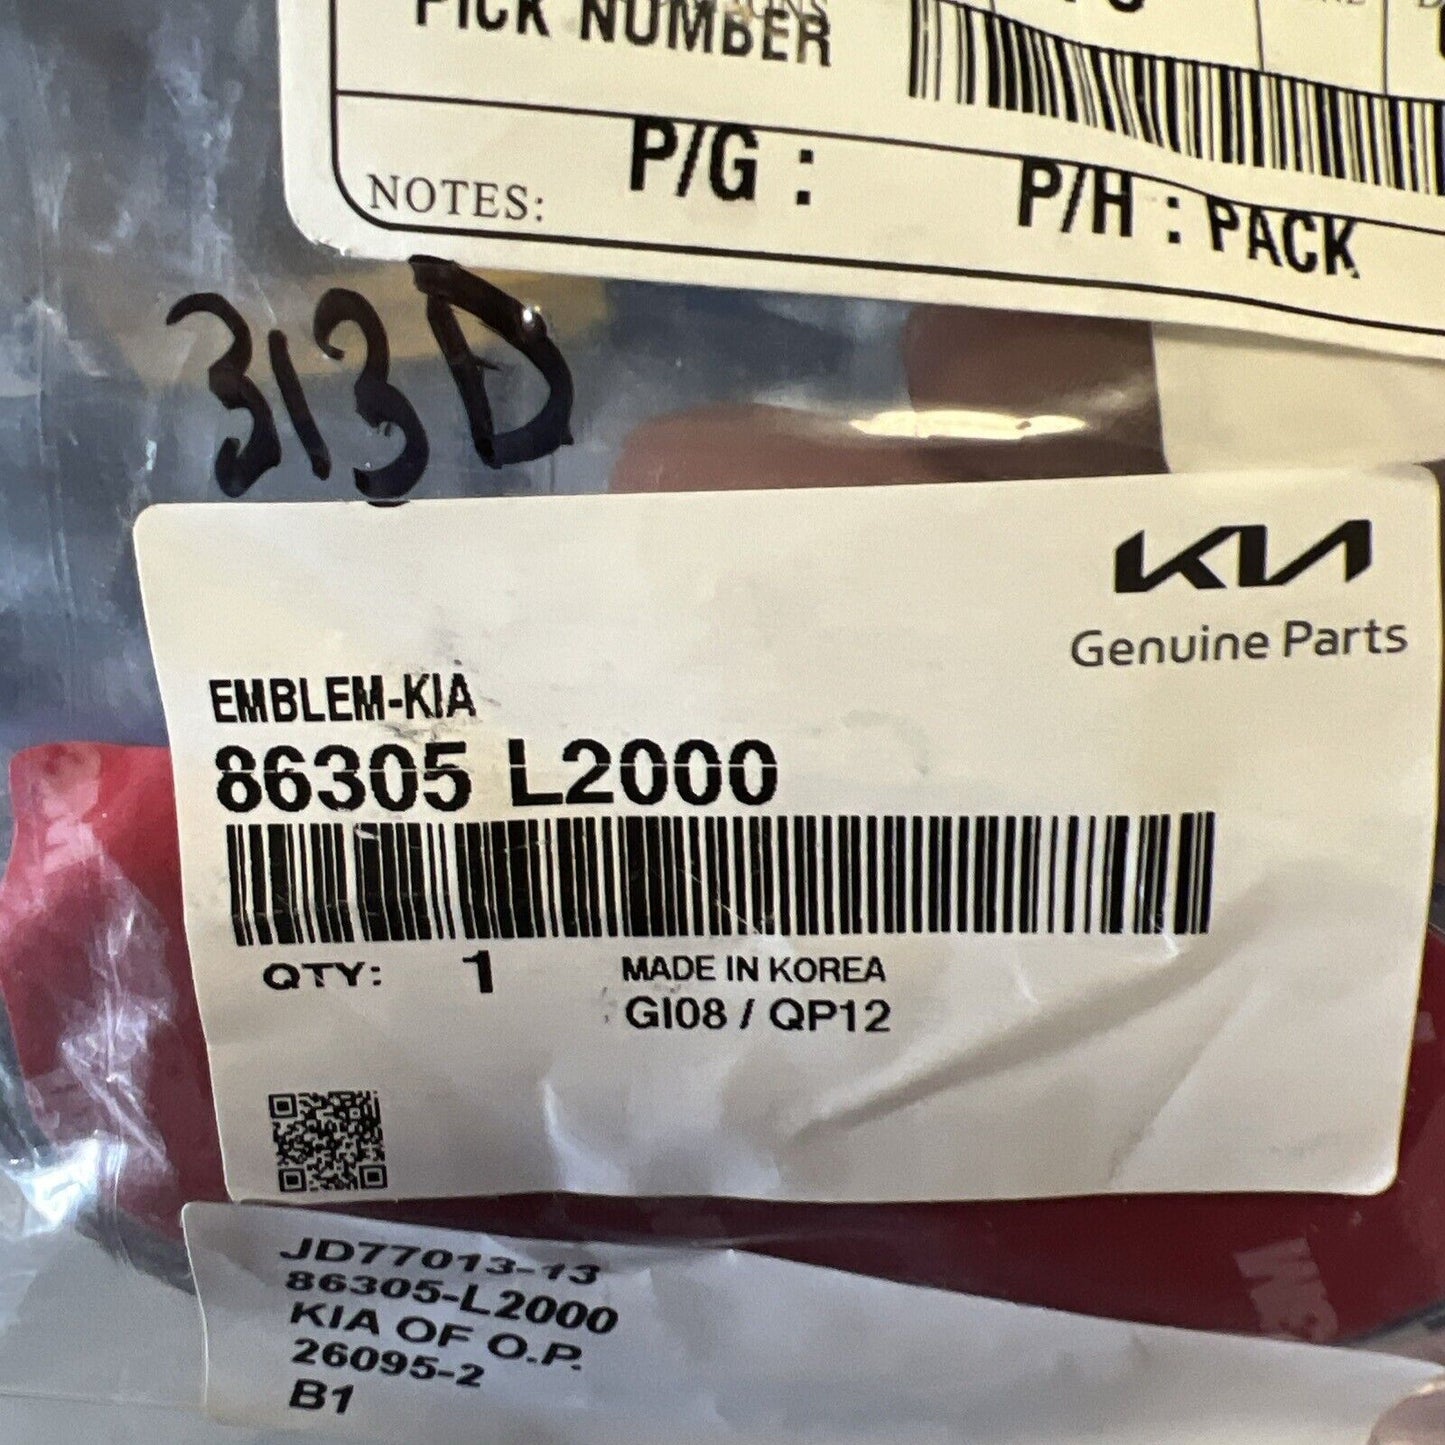 PICK NUMBER
NOTES: P/G : P/H : PACK
313D
KIA
Genuine Parts
EMBLEM-KIA
86305 L2000
QTY: 1 MADE IN KOREA
GI08 / QP12
JD77013-13
86305-L2000
KIA OF O.P.
26095-2
B1